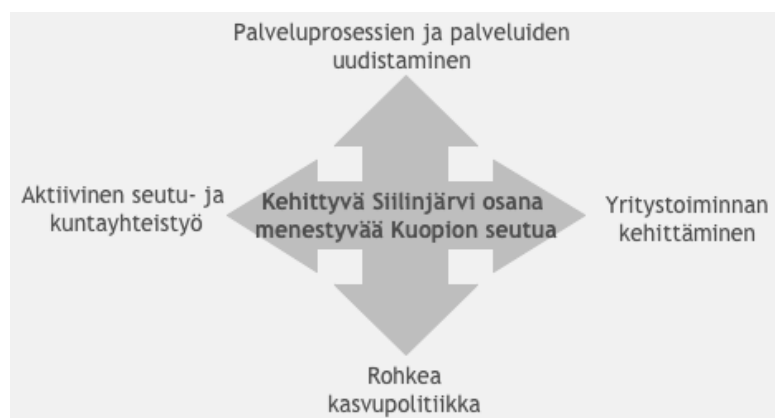 Palveluprosessien ja palveluiden
uudistaminen
Aktiivinen seutu- ja
kuntayhteistyö
Kehittyvä Siilinjärvi osana
menestyvää Kuopion seutua
Yritystoiminnan
kehittäminen
Rohkea
kasvupolitiikka